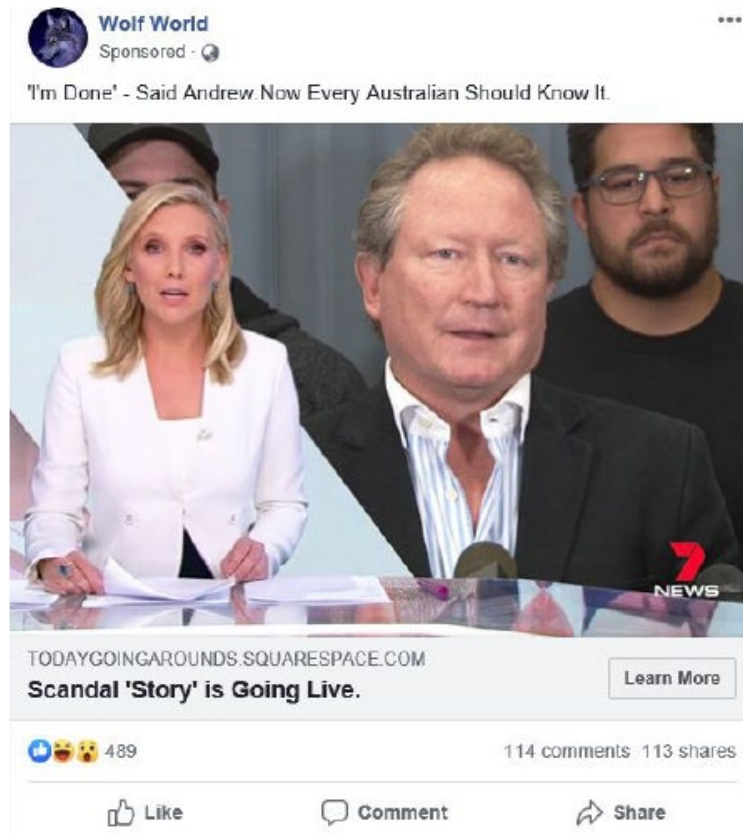 Wolf World
Sponsored ·
'I'm Done' - Said Andrew.Now Every Australian Should Know It.
7
NEWS
TODAYGOINGAROUNDS.SQUARESPACE.COM
Scandal 'Story' is Going Live.
Learn More
489
114 comments 113 shares
Like Comment Share